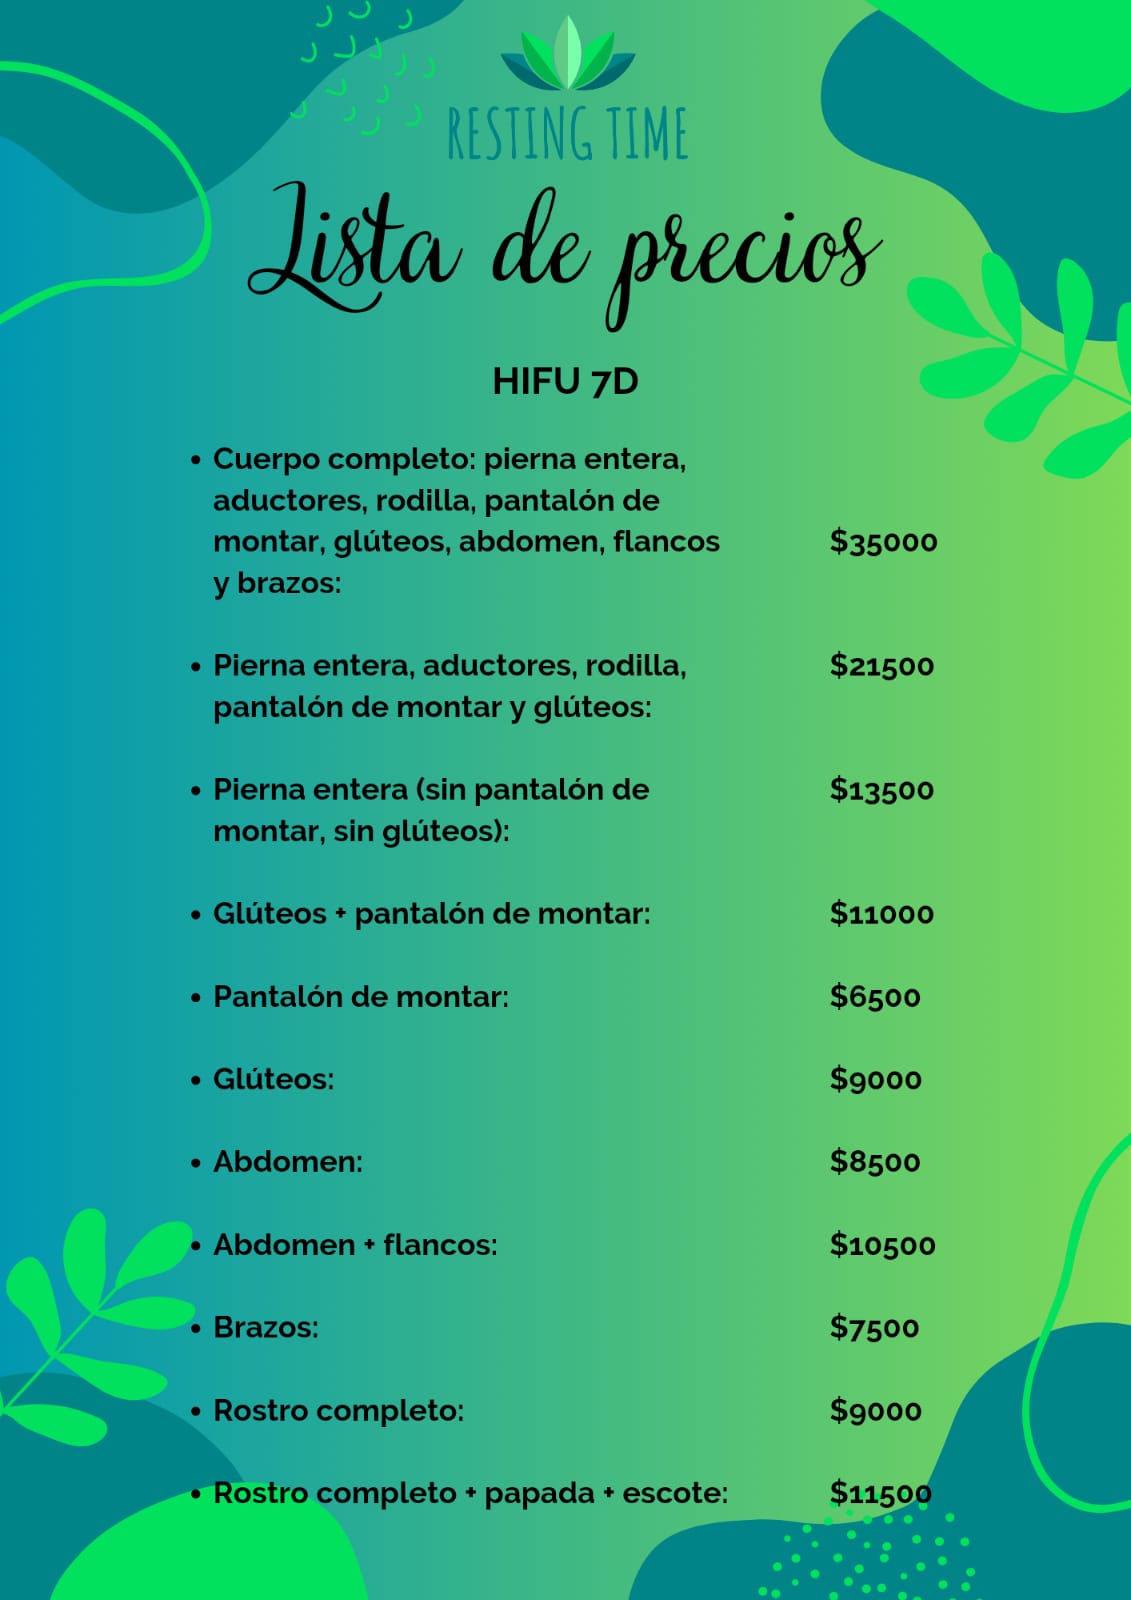 RESTING TIME
Lista de precios
HIFU 7D
• Cuerpo completo: pierna entera,
aductores, rodilla, pantalón de
montar, glúteos, abdomen, flancos $35000
y brazos:
• Pierna entera, aductores, rodilla, $21500
pantalón de montar y glúteos:
• Pierna entera (sin pantalón de $13500
montar, sin glúteos):
• Glúteos + pantalón de montar: $11000
• Pantalón de montar: $6500
• Glúteos: $9000
• Abdomen: $8500
• Abdomen + flancos: $10500
• Brazos: $7500
• Rostro completo: $9000
• Rostro completo + papada + escote: $11500